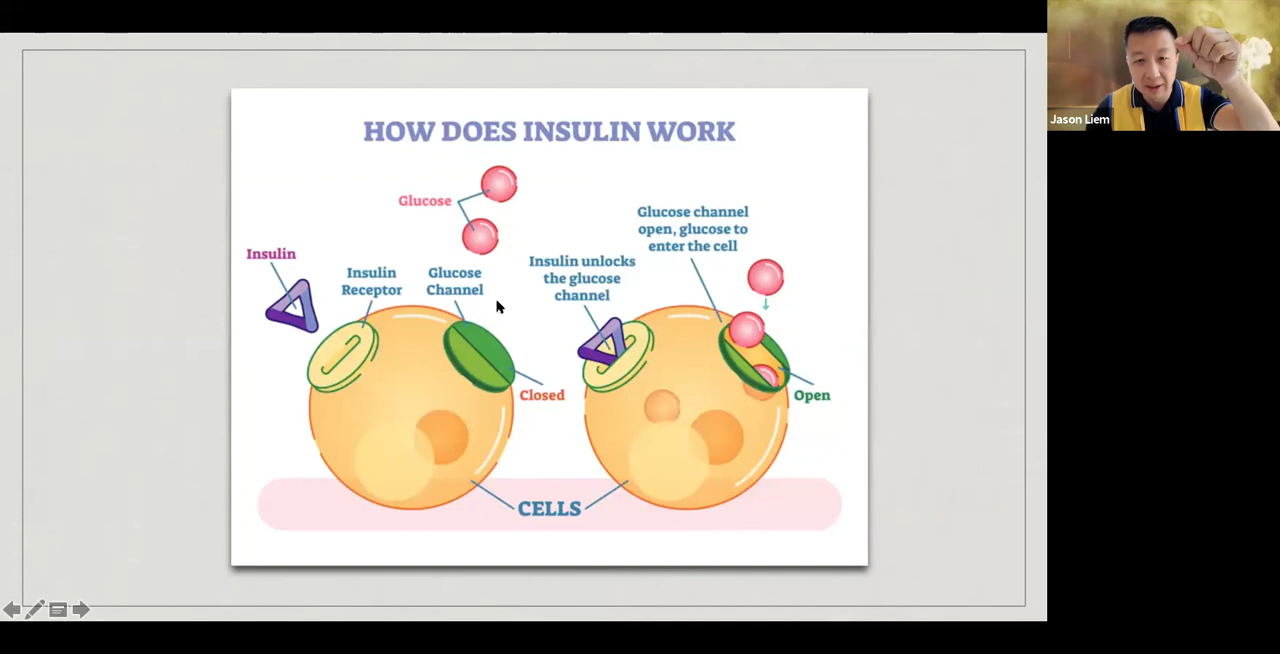 HOW DOES INSULIN WORK
Glucose
Insulin
Insulin
Receptor
Glucose
Channel
Closed
Insulin unlocks
the glucose
channel
Glucose channel
open, glucose to
enter the cell
Open
CELLS
Jason Liem